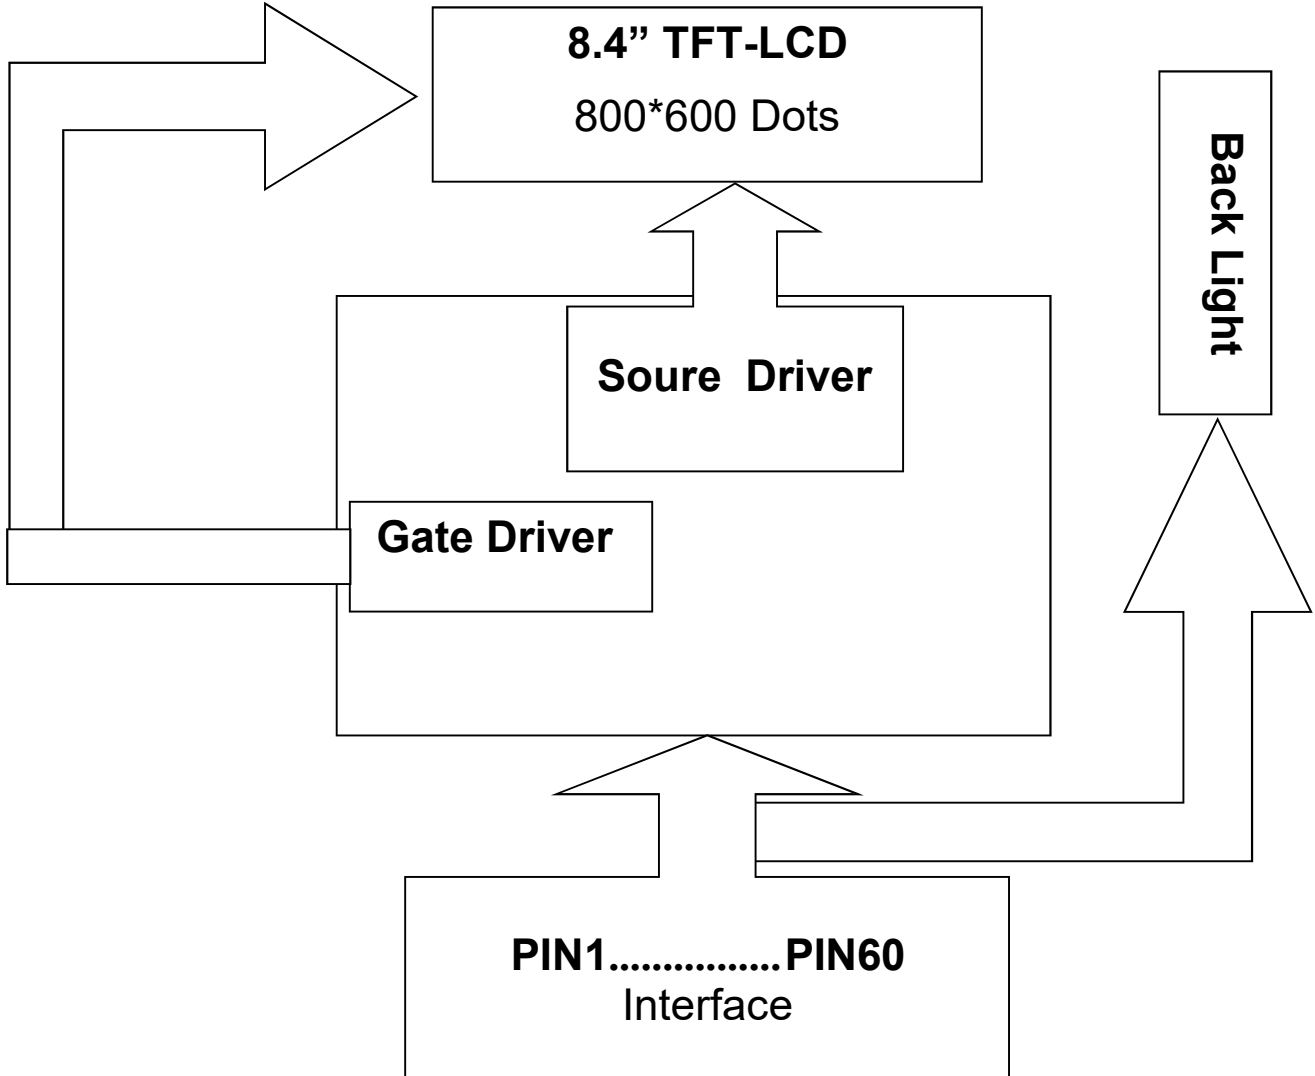 8.4” TFT-LCD
800*600 Dots
Back Light
Soure Driver
Gate Driver
PIN1................PIN60
Interface